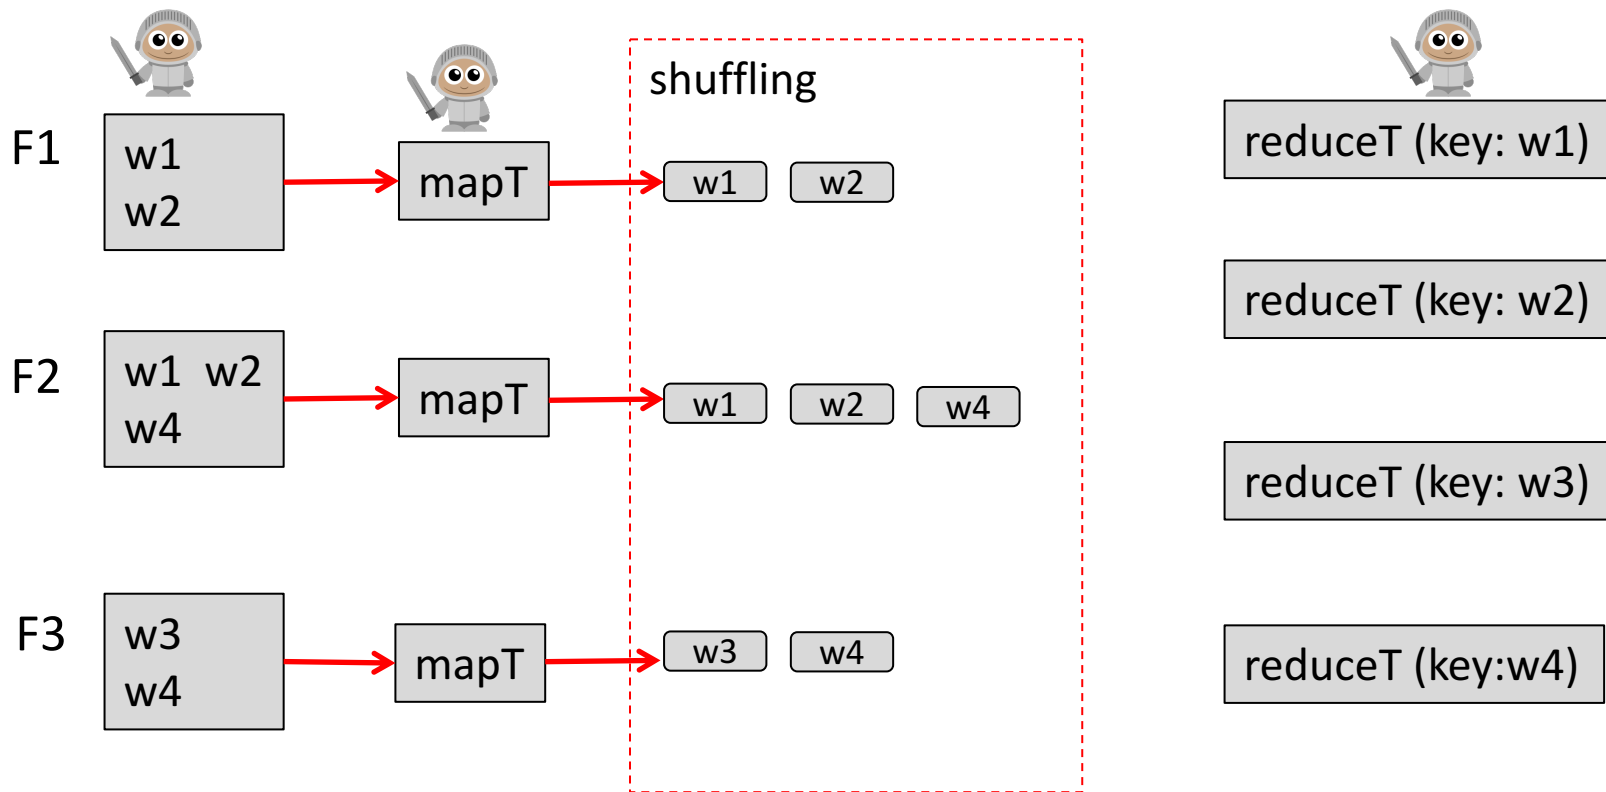 shuffling
F1
w1
w2
mapT
w1 w2
reduceT (key: w1)
reduceT (key: w2)
F2
w1 w2
w4
mapT
w1 w2 w4
reduceT (key: w3)
F3
w3
w4
mapT
w3 w4
reduceT (key:w4)